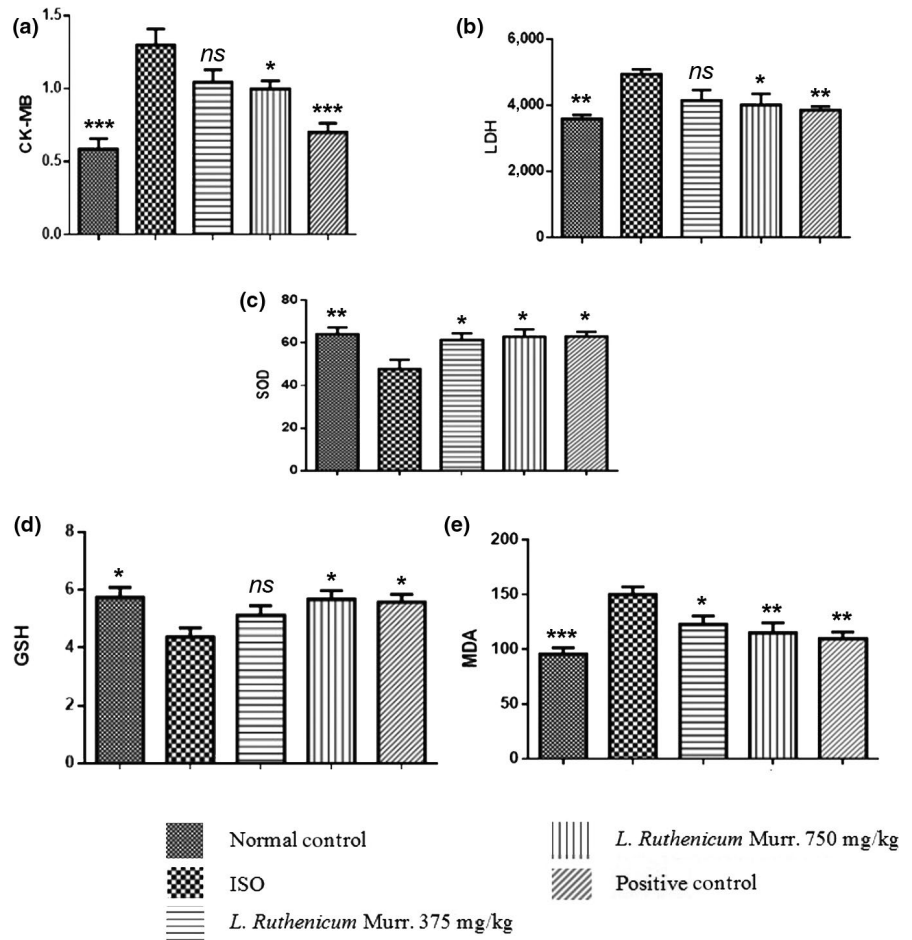 (a)
CK-MB
1.5
1.0
0.5
0.0
***
ns
*
***
(b)
LDH
6,000
4,000
2,000
0
**
ns
*
**
(c)
SOD
80
60
40
20
0
**
*
*
*
(d)
GSH
8
6
4
2
0
*
ns
*
*
(e)
MDA
200
150
100
50
0
***
*
**
**
Normal control
ISO
L. Ruthenicum Murr. 375 mg/kg
L. Ruthenicum Murr. 750 mg/kg
Positive control